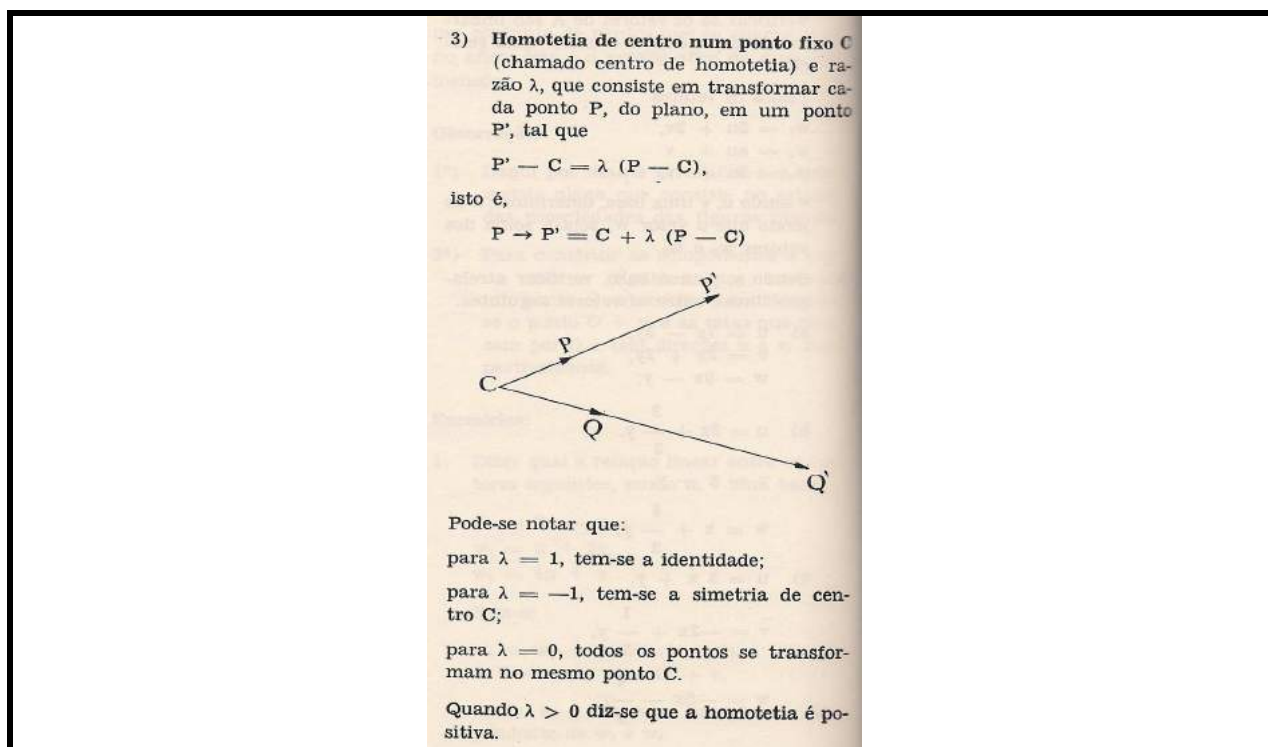 3) Homotetia de centro num ponto fixo C
(chamado centro de homotetia) e ra-
zão λ, que consiste em transformar ca-
da ponto P, do plano, em um ponto
P', tal que
P' — C = λ (P — C),
isto é,
P → P' = C + λ (P — C)
P'
P
C
Q
Q'
Pode-se notar que:
para λ = 1, tem-se a identidade;
para λ = —1, tem-se a simetria de cen-
tro C;
para λ = 0, todos os pontos se transfor-
mam no mesmo ponto C.
Quando λ > 0 diz-se que a homotetia é po-
sitiva.